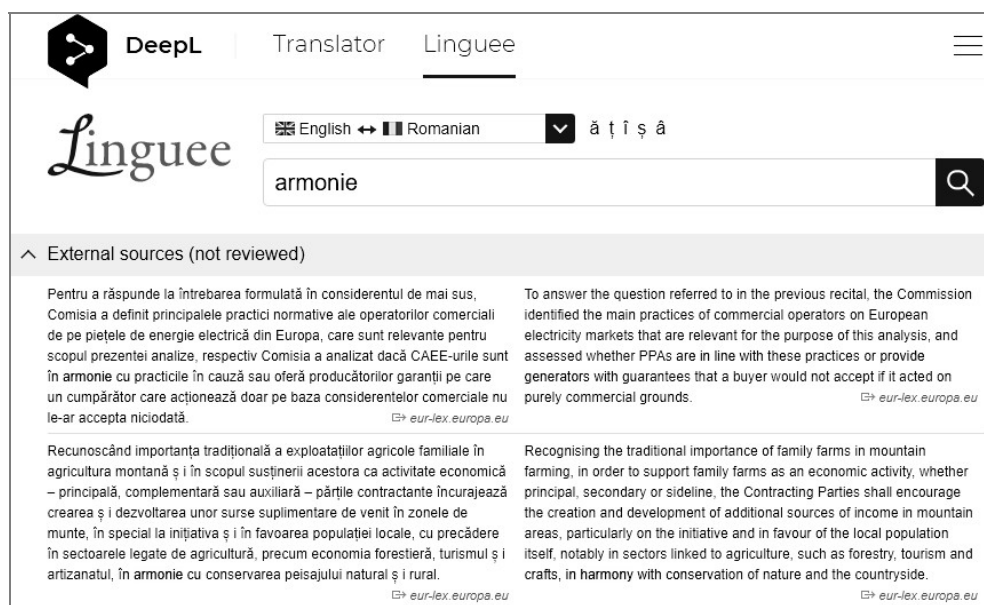 DeepL
Translator
Linguee
Linguee
English ↔ Romanian
ă ț î ș â
armonie
External sources (not reviewed)
Pentru a răspunde la întrebarea formulată în considerentul de mai sus,
Comisia a definit principalele practici normative ale operatorilor comerciali
de pe piețele de energie electrică din Europa, care sunt relevante pentru
scopul prezentei analize, respectiv Comisia a analizat dacă CAEE-urile sunt
în armonie cu practicile în cauză sau oferă producătorilor garanții pe care
un cumpărător care acționează doar pe baza considerentelor comerciale nu
le-ar accepta niciodată.
eur-lex.europa.eu
To answer the question referred to in the previous recital, the Commission
identified the main practices of commercial operators on European
electricity markets that are relevant for the purpose of this analysis, and
assessed whether PPAs are in line with these practices or provide
generators with guarantees that a buyer would not accept if it acted on
purely commercial grounds.
eur-lex.europa.eu
Recunoscând importanța tradițională a exploatațiilor agricole familiale în
agricultura montană ș i în scopul susținerii acestora ca activitate economică
– principală, complementară sau auxiliară – părțile contractante încurajează
crearea ș i dezvoltarea unor surse suplimentare de venit în zonele de
munte, în special la inițiativa ș i în favoarea populației locale, cu precădere
în sectoarele legate de agricultură, precum economia forestieră, turismul ș i
artizanatul, în armonie cu conservarea peisajului natural ș i rural.
eur-lex.europa.eu
Recognising the traditional importance of family farms in mountain
farming, in order to support family farms as an economic activity, whether
principal, secondary or sideline, the Contracting Parties shall encourage
the creation and development of additional sources of income in mountain
areas, particularly on the initiative and in favour of the local population
itself, notably in sectors linked to agriculture, such as forestry, tourism and
crafts, in harmony with conservation of nature and the countryside.
eur-lex.europa.eu